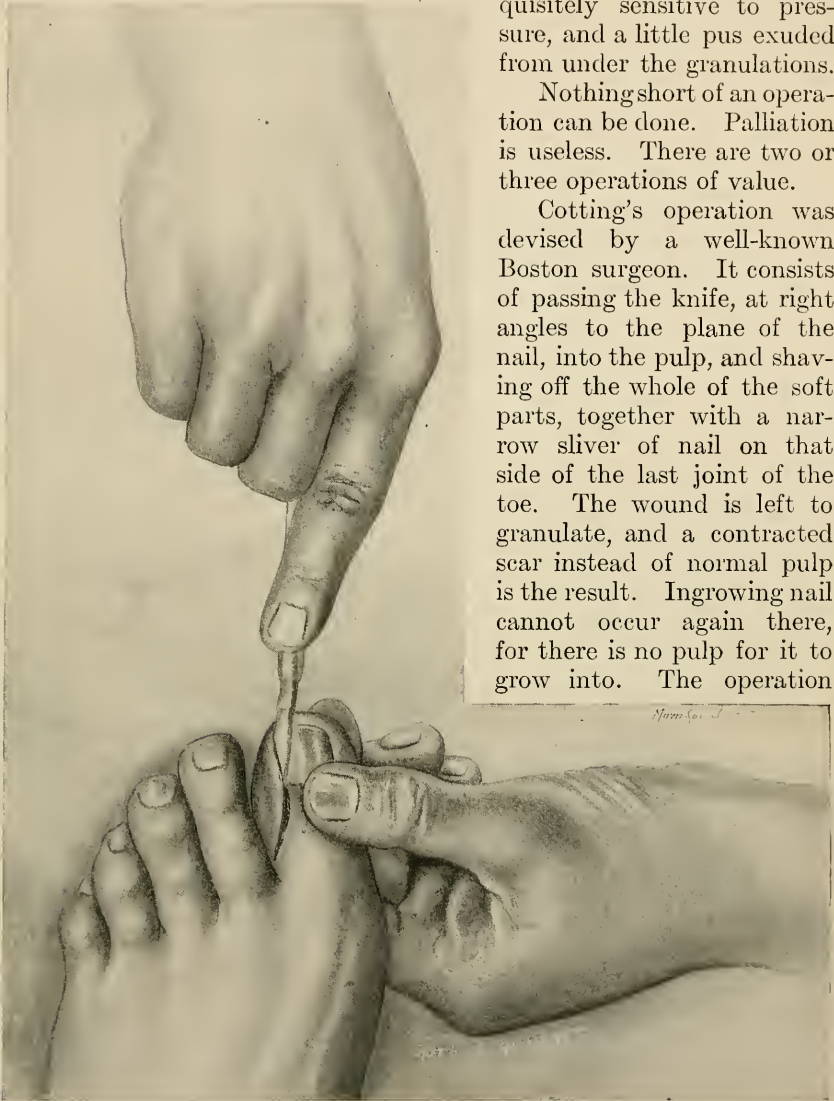 quisitely sensitive to pres-
sure, and a little pus exuded
from under the granulations.
Nothing short of an opera-
tion can be done. Palliation
is useless. There are two or
three operations of value.
Cotting's operation was
devised by a well-known
Boston surgeon. It consists
of passing the knife, at right
angles to the plane of the
nail, into the pulp, and shav-
ing off the whole of the soft
parts, together with a nar-
row sliver of nail on that
side of the last joint of the
toe. The wound is left to
granulate, and a contracted
scar instead of normal pulp
is the result. Ingrowing nail
cannot occur again there,
for there is no pulp for it to
grow into. The operation